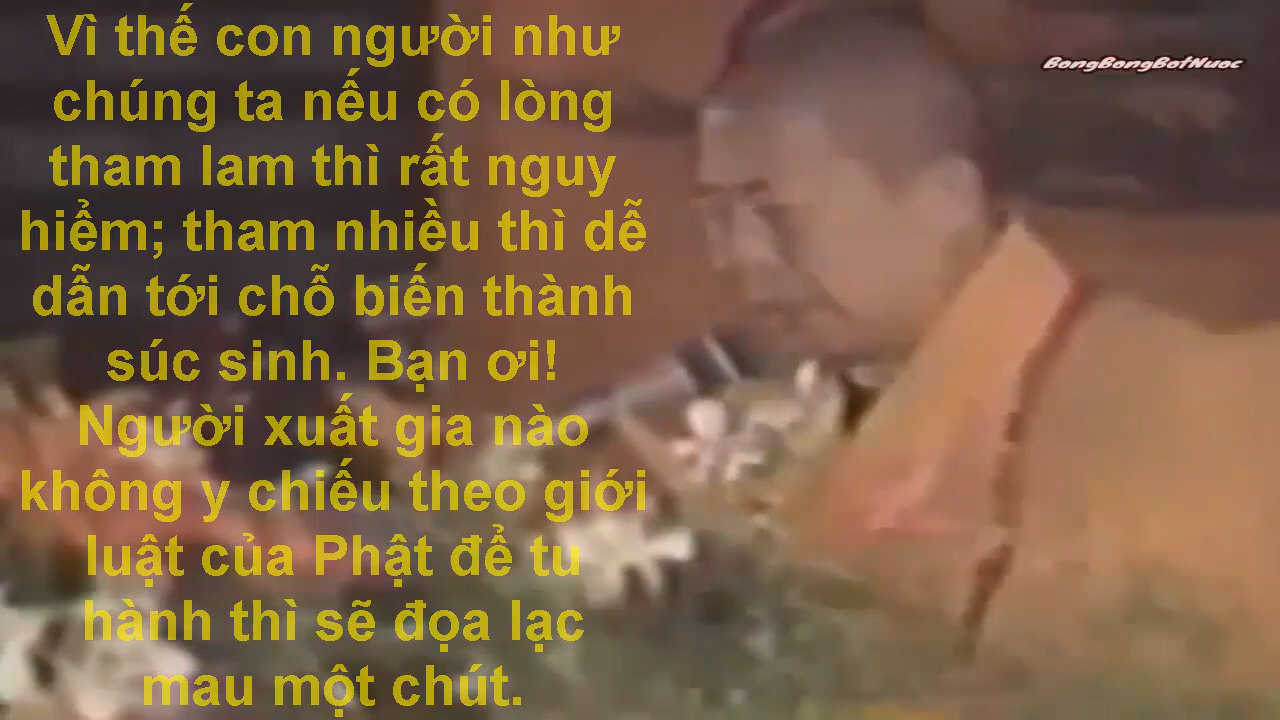 BongBongBotNuoc
Vì thế con người như
chúng ta nếu có lòng
tham lam thì rất nguy
hiểm; tham nhiều thì dễ
dẫn tới chỗ biến thành
súc sinh. Bạn ơi!
Người xuất gia nào
không y chiếu theo giới
luật của Phật để tu
hành thì sẽ đọa lạc
mau một chút.